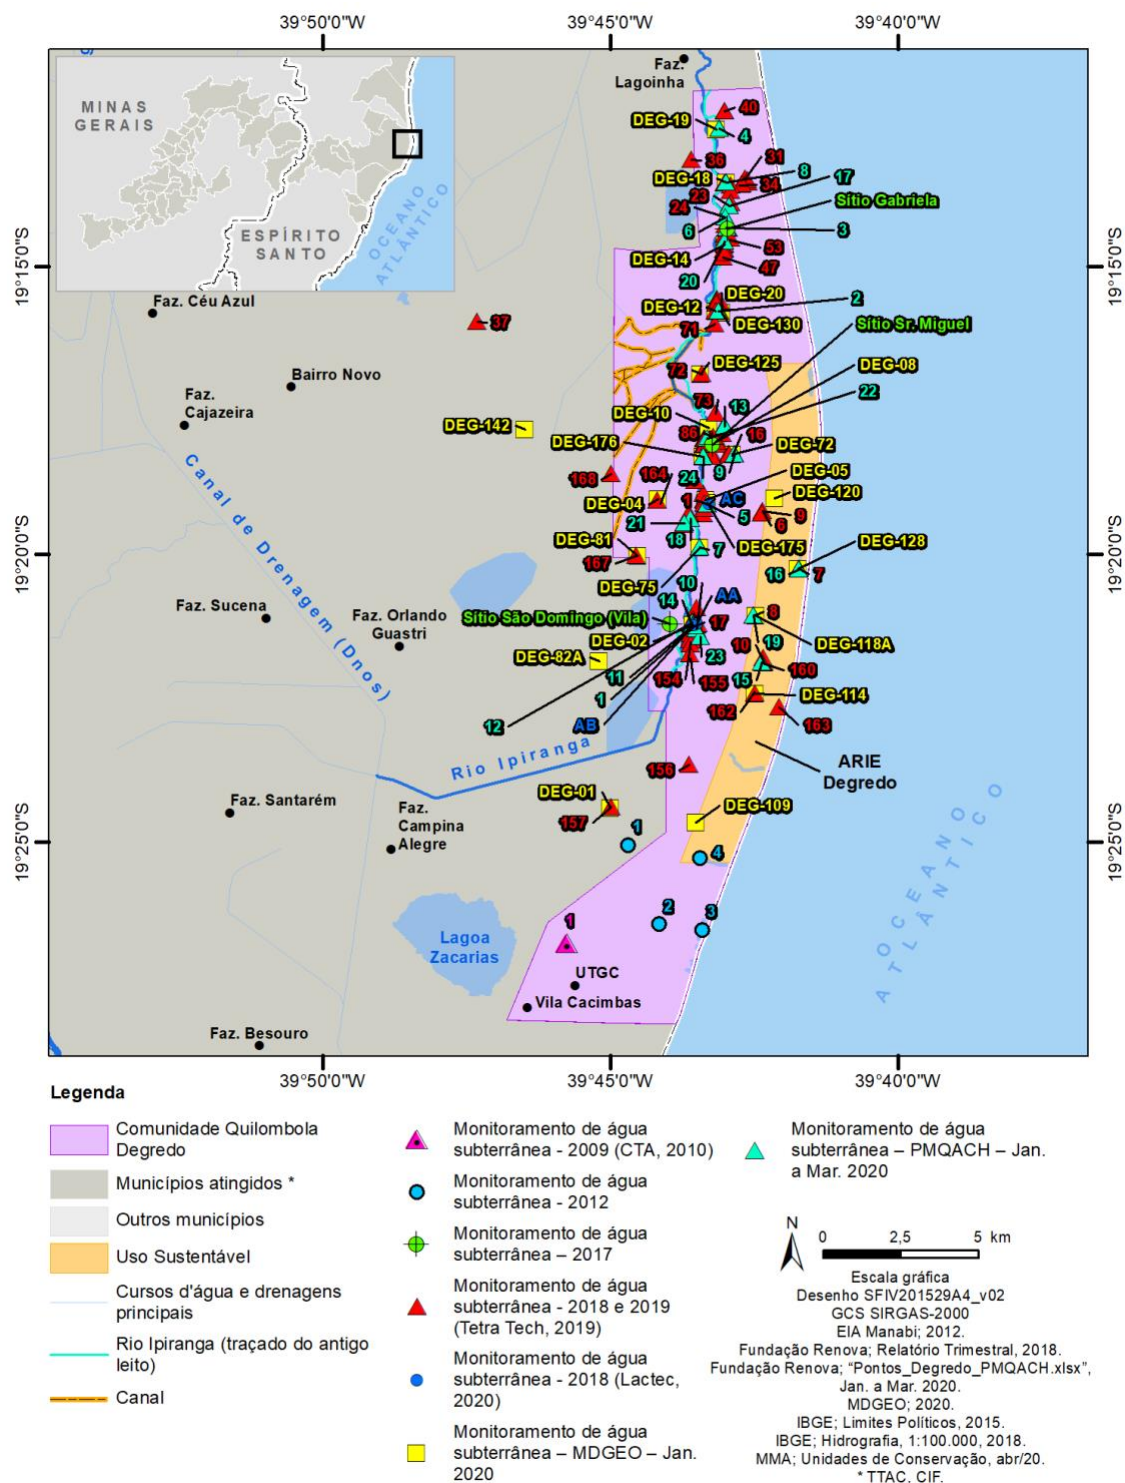 39°50'0"W
39°45'0"W
39°40'0"W
Faz.
Lagoinha
MINAS
GERAIS
ESPÍRITO
SANTO
OCEANO
ATLÂNTICO
40
DEG-19
4
36
31
8
DEG-18
34
17
23
Sítio Gabriela
24
6
3
53
DEG-14
47
20
19°15'0"S
19°15'0"S
Faz. Céu Azul
DEG-20
2
DEG-12
DEG-130
37
71
Sítio Sr. Miguel
DEG-125
72
DEG-08
Bairro Novo
22
Faz.
Cajazeira
73
13
DEG-10
DEG-142
86
16
DEG-72
DEG-176
9
DEG-05
168
164
24
DEG-120
DEG-04
1
AC
9
5
6
21
18
DEG-81
7
DEG-175
DEG-128
19°20'0"S
19°20'0"S
167
16
7
DEG-75
10
14
AA
Faz. Sucena
Faz. Orlando
Guastri
Sítio São Domingo (Vila)
17
8
DEG-02
10
19
DEG-118A
DEG-82A
23
160
11
154
155
15
DEG-114
1
162
12
AB
163
Canal de Drenagem (Dnos)
Rio Ipiranga
156
ARIE
Degredo
DEG-01
DEG-109
Faz. Santarém
Faz.
Campina
Alegre
157
1
4
19°25'0"S
19°25'0"S
OCEANO
ATLÂNTICO
2
3
1
Lagoa
Zacarias
UTGC
Vila Cacimbas
Faz. Besouro
39°50'0"W
39°45'0"W
39°40'0"W
Legenda
Comunidade Quilombola
Degredo
Municípios atingidos *
Outros municípios
Uso Sustentável
Cursos d'água e drenagens
principais
Rio Ipiranga (traçado do antigo
leito)
Canal
Monitoramento de água
subterrânea - 2009 (CTA, 2010)
Monitoramento de água
subterrânea - 2012
Monitoramento de água
subterrânea – 2017
Monitoramento de água
subterrânea - 2018 e 2019
(Tetra Tech, 2019)
Monitoramento de água
subterrânea - 2018 (Lactec,
2020)
Monitoramento de água
subterrânea – MDGEO – Jan.
2020
Monitoramento de água
subterrânea – PMQACH – Jan.
a Mar. 2020
N
0 2,5 5 km
Escala gráfica
Desenho SFIV201529A4_v02
GCS SIRGAS-2000
EIA Manabi; 2012.
Fundação Renova; Relatório Trimestral, 2018.
Fundação Renova; “Pontos_Degredo_PMQACH.xlsx”,
Jan. a Mar. 2020.
MDGEO; 2020.
IBGE; Limites Políticos, 2015.
IBGE; Hidrografia, 1:100.000, 2018.
MMA; Unidades de Conservação, abr/20.
* TTAC, CIF.